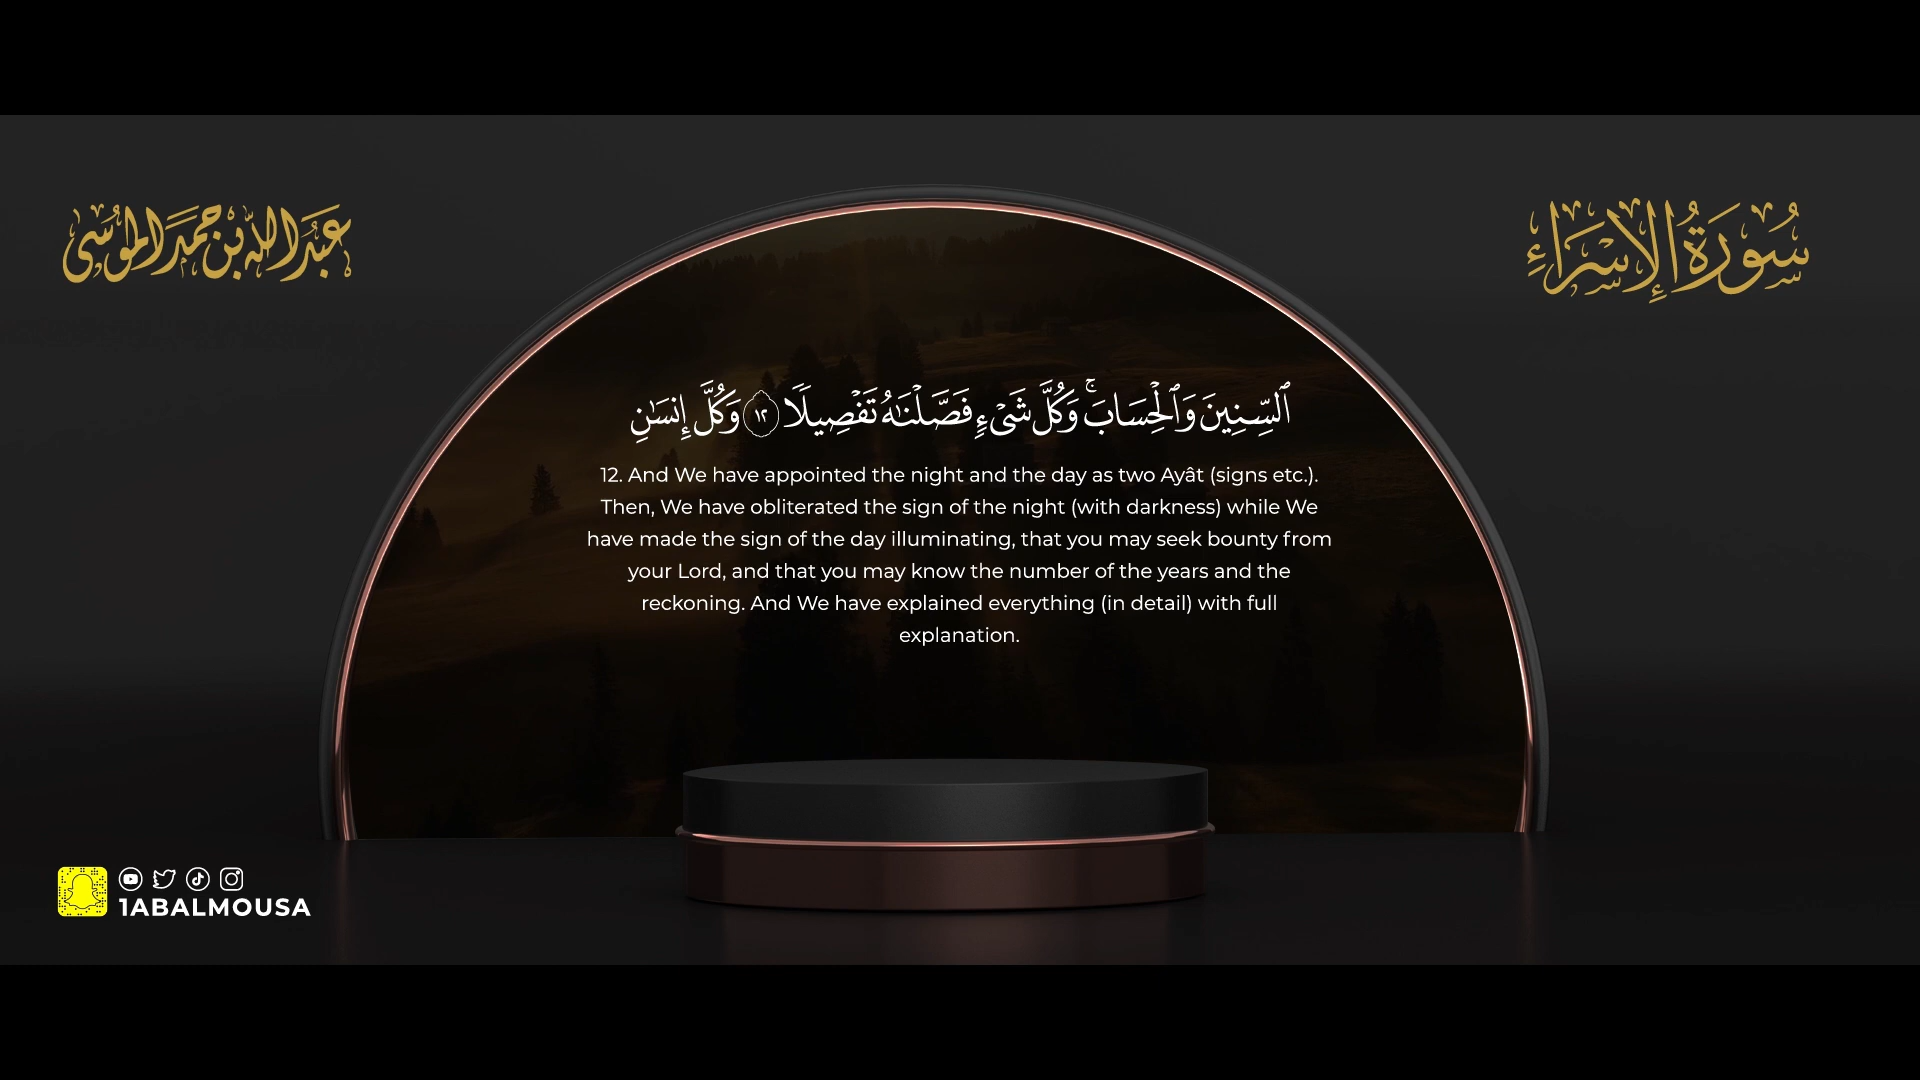 سُورَةُ الإِسْرَاءِ
عَبْدَ اللّٰه بن حَمَد المُوسَى
ٱلسِّنِينَ وَٱلْحِسَابَ ۚ وَكُلَّ شَىْءٍ فَصَّلْنَـٰهُ تَفْصِيلًا ١٢ وَكُلَّ إِنسَـٰنٍ
12. And We have appointed the night and the day as two Ayât (signs etc.).
Then, We have obliterated the sign of the night (with darkness) while We
have made the sign of the day illuminating, that you may seek bounty from
your Lord, and that you may know the number of the years and the
reckoning. And We have explained everything (in detail) with full
explanation.
1ABALMOUSA